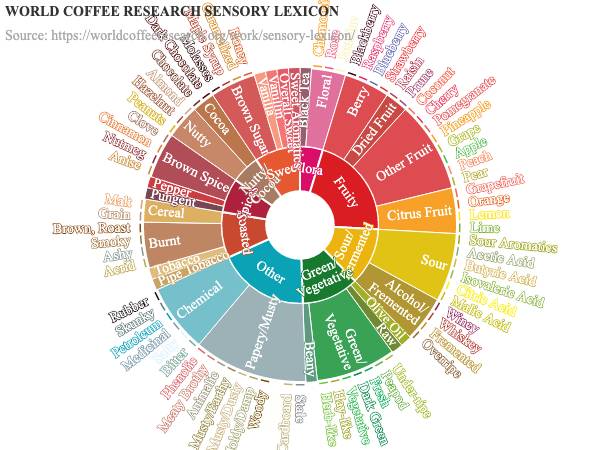 WORLD COFFEE RESEARCH SENSORY LEXICON
Source: https://worldcoffeeresearch.org/work/sensory-lexicon/
Floral
Black Tea
Fruity
Berry
Dried Fruit
Other Fruit
Citrus Fruit
Blackberry
Raspberry
Blueberry
Strawberry
Raisin
Prune
Coconut
Cherry
Pomegranate
Pineapple
Grape
Apple
Peach
Pear
Grapefruit
Orange
Lemon
Lime
Sour/
Fermented
Sour
Alcohol/
Fermented
Sour Aromatics
Acetic Acid
Butyric Acid
Isovaleric Acid
Citric Acid
Malic Acid
Winey
Whiskey
Fermented
Overripe
Green/
Vegetative
Olive Oil
Raw
Green/
Vegetative
Beany
Under-ripe
Peapod
Fresh
Dark Green
Vegetative
Hay-like
Herb-like
Other
Papery/Musty
Chemical
Stale
Cardboard
Woody
Moldy/Damp
Musty/Dusty
Musty/Earthy
Animalic
Meaty Brothy
Phenolic
Bitter
Medicinal
Petroleum
Skunky
Rubber
Roasted
Pipe Tobacco
Tobacco
Burnt
Cereal
Acrid
Ashy
Smoky
Brown, Roast
Grain
Malt
Spices
Pungent
Pepper
Brown Spice
Anise
Nutmeg
Cinnamon
Clove
Nutty/
Cocoa
Nutty
Cocoa
Peanuts
Hazelnut
Almond
Chocolate
Dark Chocolate
Sweet
Brown Sugar
Vanilla
Vanillin
Overall Sweet
Sweet Aromatics
Molasses
Maple Syrup
Caramelized
Honey